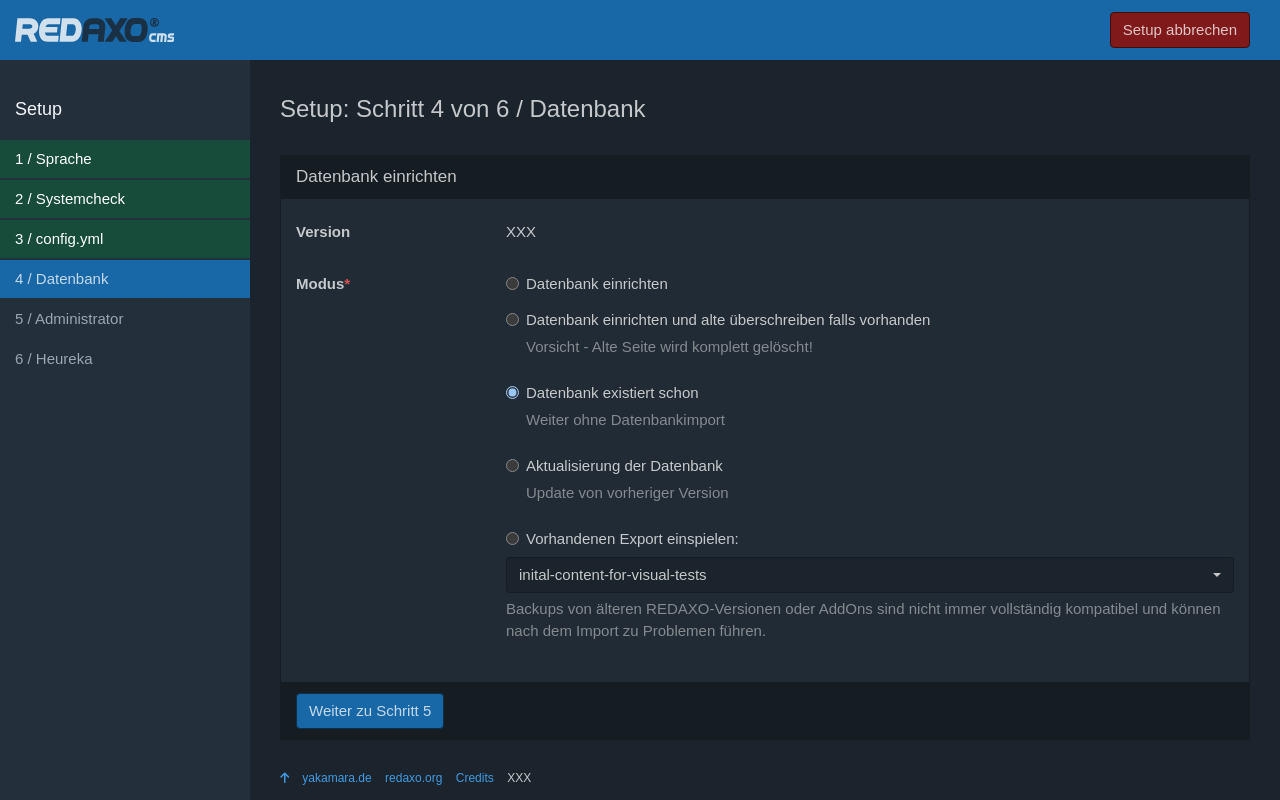 REDAXO® cms
Setup abbrechen
Setup
1 / Sprache
2 / Systemcheck
3 / config.yml
4 / Datenbank
5 / Administrator
6 / Heureka
Setup: Schritt 4 von 6 / Datenbank
Datenbank einrichten
Version XXX
Modus* Datenbank einrichten
Datenbank einrichten und alte überschreiben falls vorhanden
Vorsicht - Alte Seite wird komplett gelöscht!
Datenbank existiert schon
Weiter ohne Datenbankimport
Aktualisierung der Datenbank
Update von vorheriger Version
Vorhandenen Export einspielen:
inital-content-for-visual-tests
Backups von älteren REDAXO-Versionen oder AddOns sind nicht immer vollständig kompatibel und können
nach dem Import zu Problemen führen.
Weiter zu Schritt 5
yakamara.de redaxo.org Credits XXX